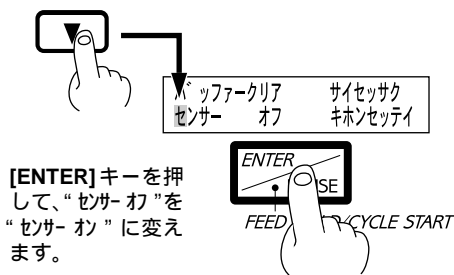 バッファークリア サイセッサク
センサー オフ キホンセッテイ
ENTER
FEED CYCLE START
[ENTER]キーを押
して、“ｾﾝｻｰ ｵﾌ ”を
“ ｾﾝｻｰ ｵﾝ ” に変え
ます。